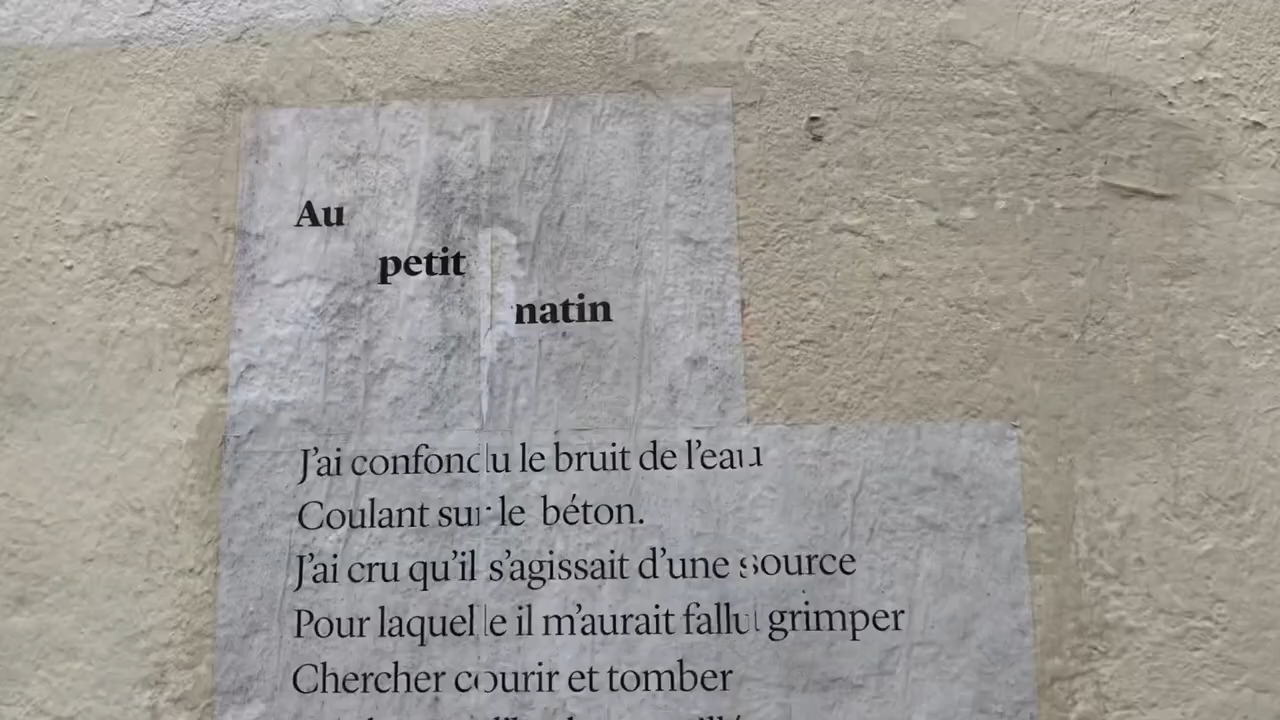 Au
petit
natin
J'ai confondu le bruit de l'eau
Coulant sur le béton.
J'ai cru qu'il s'agissait d'une source
Pour laquelle il m'aurait fallu grimper
Chercher courir et tomber